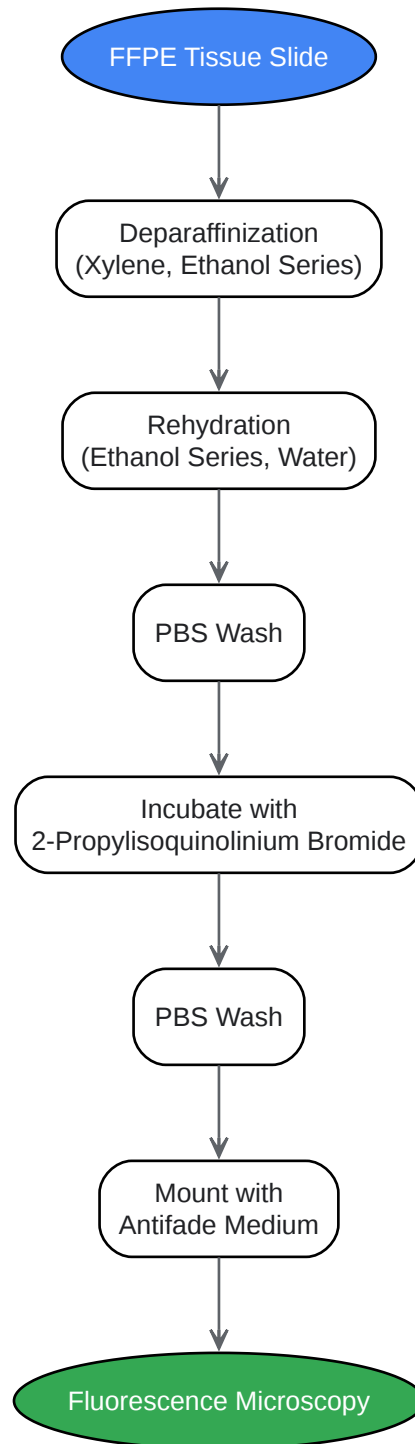 FFPE Tissue Slide
Deparaffinization
(Xylene, Ethanol Series)
Rehydration
(Ethanol Series, Water)
PBS Wash
Incubate with
2-Propylisoquinolinium Bromide
PBS Wash
Mount with
Antifade Medium
Fluorescence Microscopy